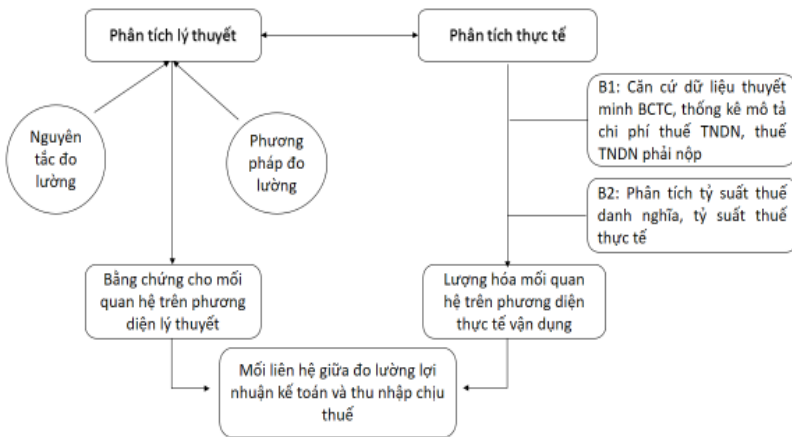 Phân tích lý thuyết
Phân tích thực tế
B1: Căn cứ dữ liệu thuyết
minh BCTC, thống kê mô tả
chi phí thuế TNDN, thuế
TNDN phải nộp
Nguyên
tắc đo
lường
Phương
pháp đo
lường
B2: Phân tích tỷ suất thuế
danh nghĩa, tỷ suất thuế
thực tế
Bằng chứng cho mối
quan hệ trên phương
diện lý thuyết
Lượng hóa mối quan
hệ trên phương diện
thực tế vận dụng
Mối liên hệ giữa đo lường lợi
nhuận kế toán và thu nhập chịu
thuế